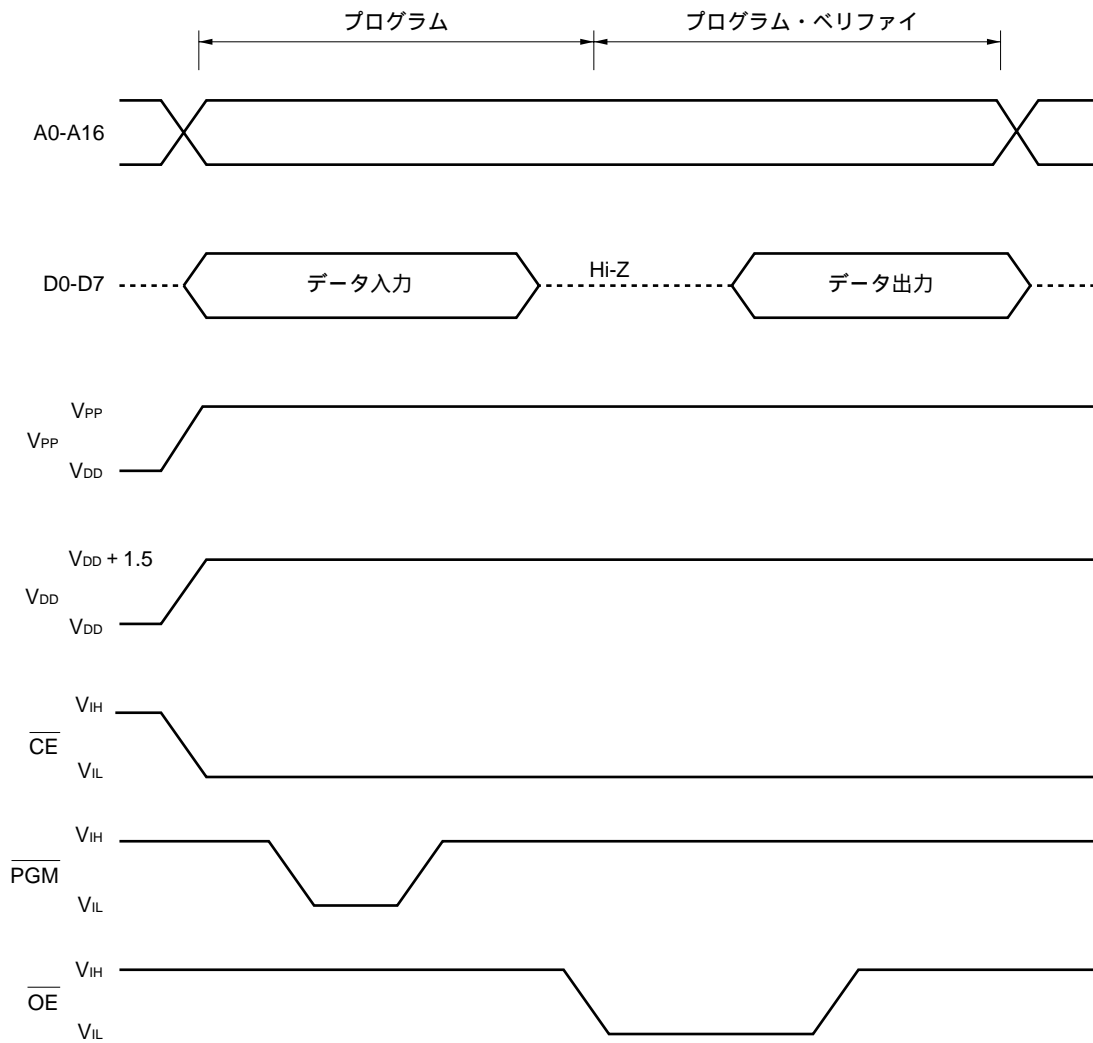 プログラム
プログラム・ベリファイ
A0-A16
D0-D7
データ入力
Hi-Z
データ出力
VPP
VPP
VDD
VDD + 1.5
VDD
VDD
VIH
CE
VIL
VIH
PGM
VIL
VIH
OE
VIL